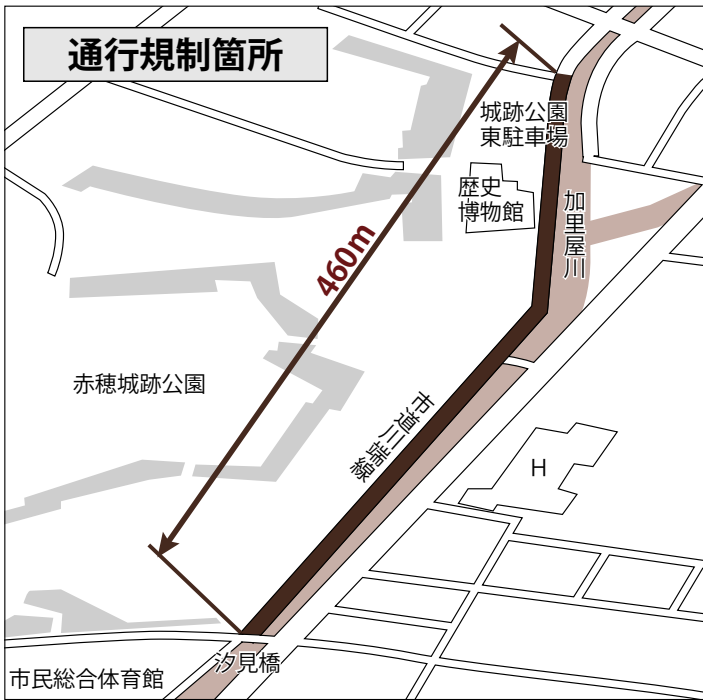 通行規制箇所
城跡公園
東駐車場
歴史
博物館
加里屋川
460m
赤穂城跡公園
市道川端線
H
汐見橋
市民総合体育館